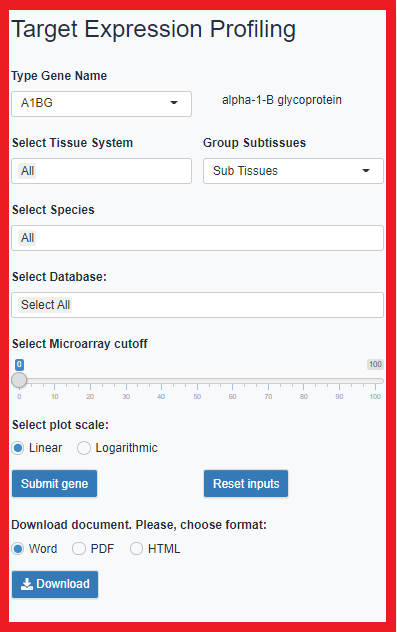 Target Expression Profiling
Type Gene Name
A1BG alpha-1-B glycoprotein
Select Tissue System Group Subtissues
All Sub Tissues
Select Species
All
Select Database:
Select All
Select Microarray cutoff
0 100
0 10 20 30 40 50 60 70 80 90 100
Select plot scale:
Linear Logarithmic
Submit gene Reset inputs
Download document. Please, choose format:
Word PDF HTML
Download